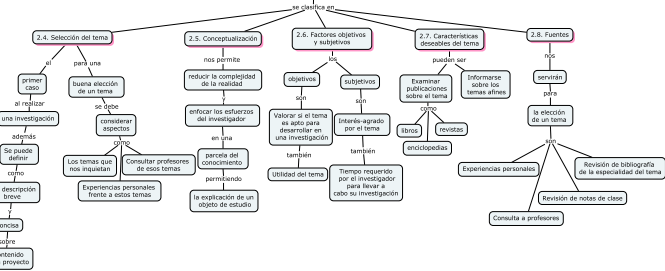 se clasifica en
2.4. Selección del tema
el
primer
caso
al realizar
una investigación
además
Se puede
definir
como
descripción
breve
y
sobre
proyecto
para una
buena elección
de un tema
se debe
considerar
aspectos
como
Los temas que
nos inquietan
Consultar profesores
de esos temas
Experiencias personales
frente a estos temas
2.5. Conceptualización
nos permite
reducir la complejidad
de la realidad
y
enfocar los esfuerzos
del investigador
en una
parcela del
conocimiento
permitiendo
la explicación de un
objeto de estudio
2.6. Factores objetivos
y subjetivos
los
objetivos
son
Valorar si el tema
es apto para
desarrollar en
una investigación
también
Utilidad del tema
subjetivos
son
Interés-agrado
por el tema
también
Tiempo requerido
por el investigador
para llevar a
cabo su investigación
2.7. Características
deseables del tema
pueden ser
Examinar
publicaciones
sobre el tema
como
libros
revistas
enciclopedias
Informarse
sobre los
temas afines
2.8. Fuentes
nos
servirán
para
la elección
de un tema
son
Experiencias personales
Consulta a profesores
Revisión de notas de clase
Revisión de bibliografía
de la especialidad del tema